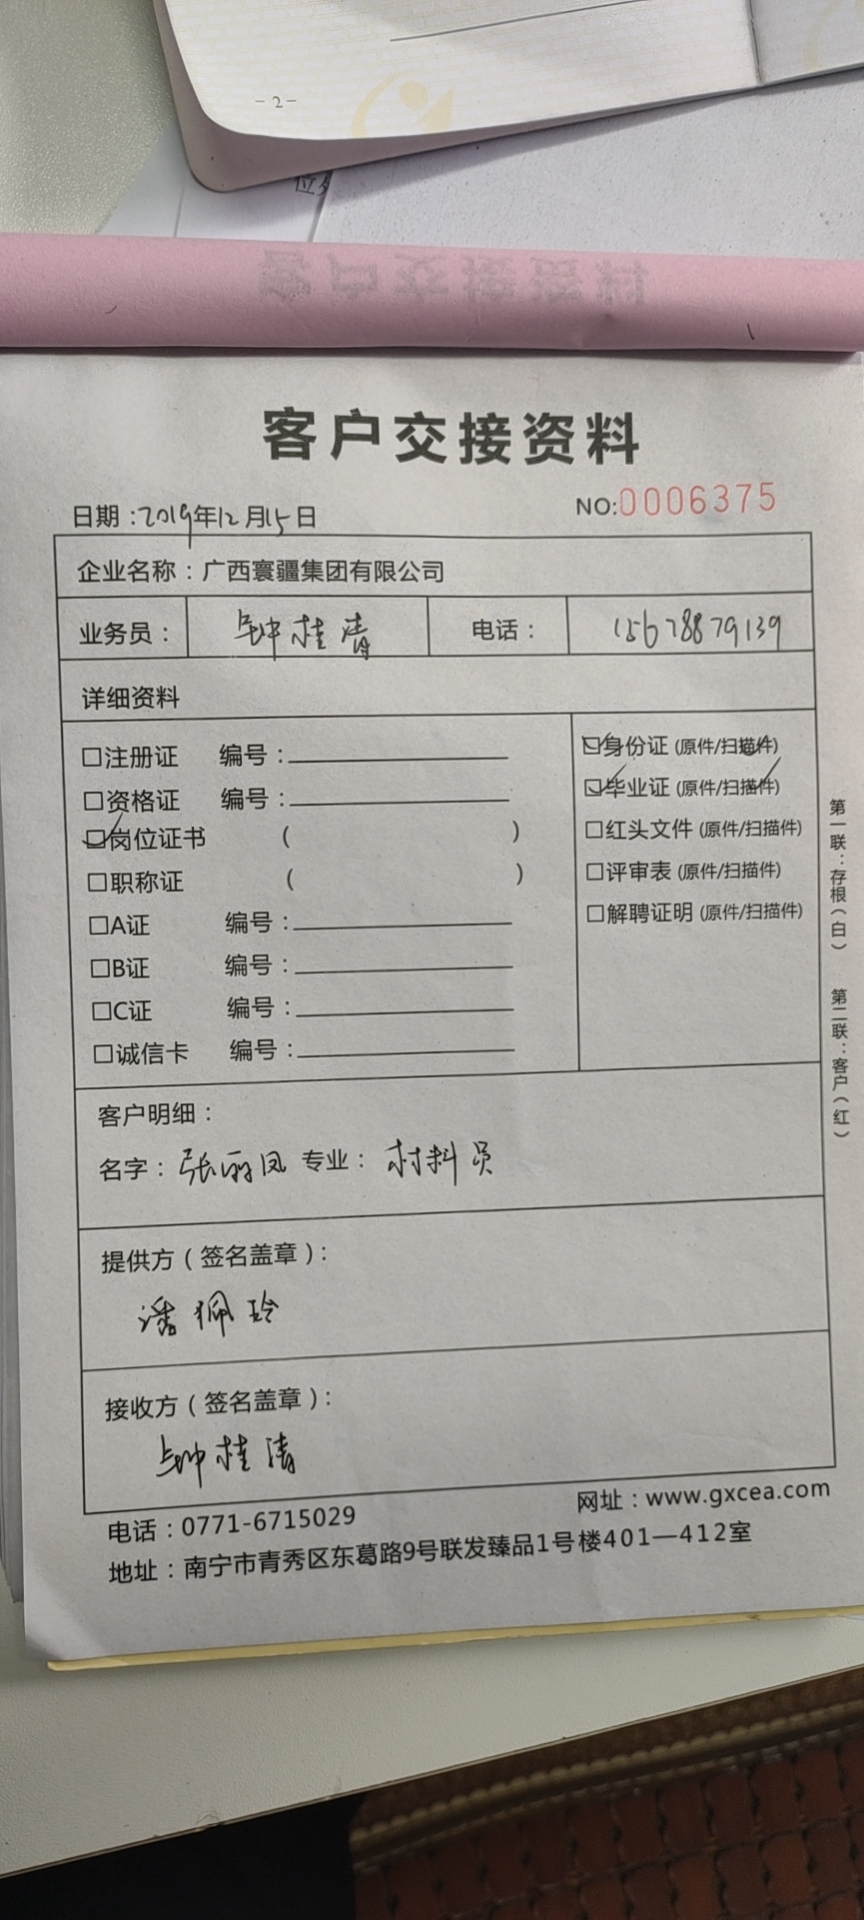 - 2 -
客户交接资料
日期：2019年12月15日
NO:0006375
企业名称：广西寰疆集团有限公司
业务员： 钟桂清 电话： 15678879139
详细资料
□注册证 编号：
□资格证 编号：
☑岗位证书 （ ）
□职称证 （ ）
□A证 编号：
□B证 编号：
□C证 编号：
□诚信卡 编号：
☑身份证 (原件/扫描件)
☑毕业证 (原件/扫描件)
□红头文件 (原件/扫描件)
□评审表 (原件/扫描件)
□解聘证明 (原件/扫描件)
第一联：存根（白） 第二联：客户（红）
客户明细：
名字：张丽凤 专业：材料员
提供方（签名盖章）：
潘佩玲
接收方（签名盖章）：
钟桂清
电话：0771-6715029
网址：www.gxcea.com
地址：南宁市青秀区东葛路9号联发臻品1号楼401—412室